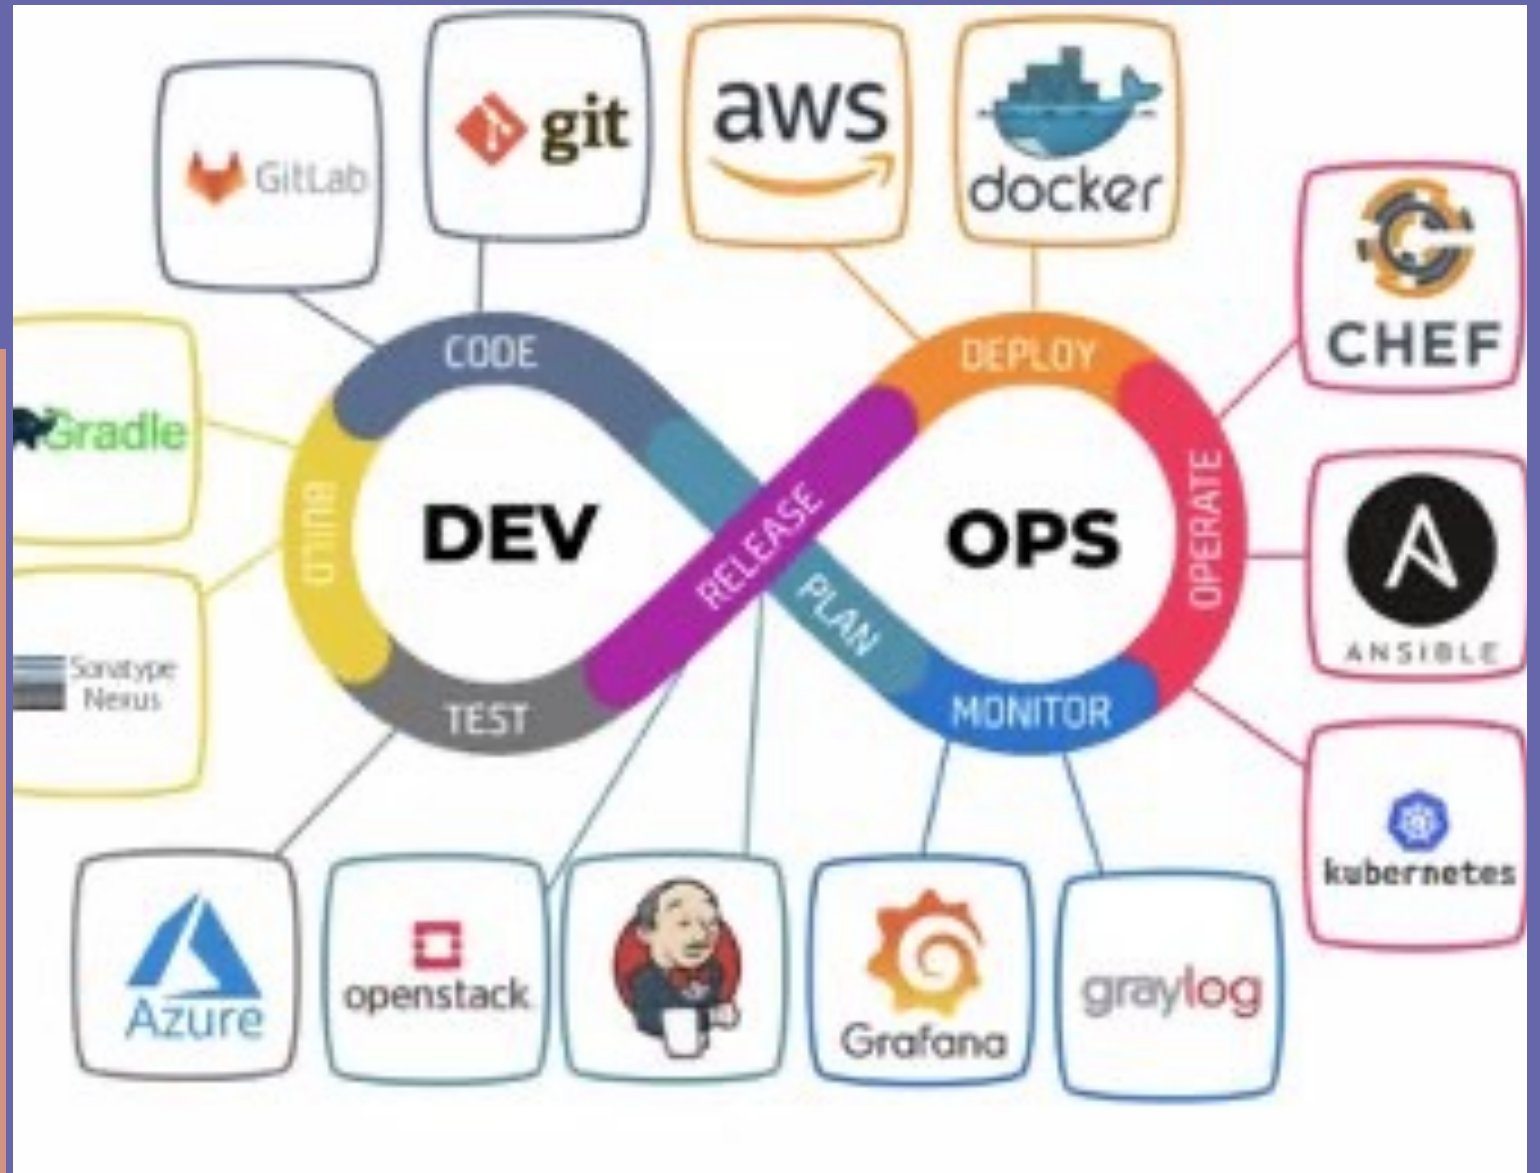 GitLab
git
aws
docker
CHEF
Gradle
CODE
DEPLOY
BUILD
DEV
RELEASE
OPS
OPERATE
ANSIBLE
PLAN
Sonatype
Nexus
TEST
MONITOR
kubernetes
Azure
openstack.
Grafana
graylog